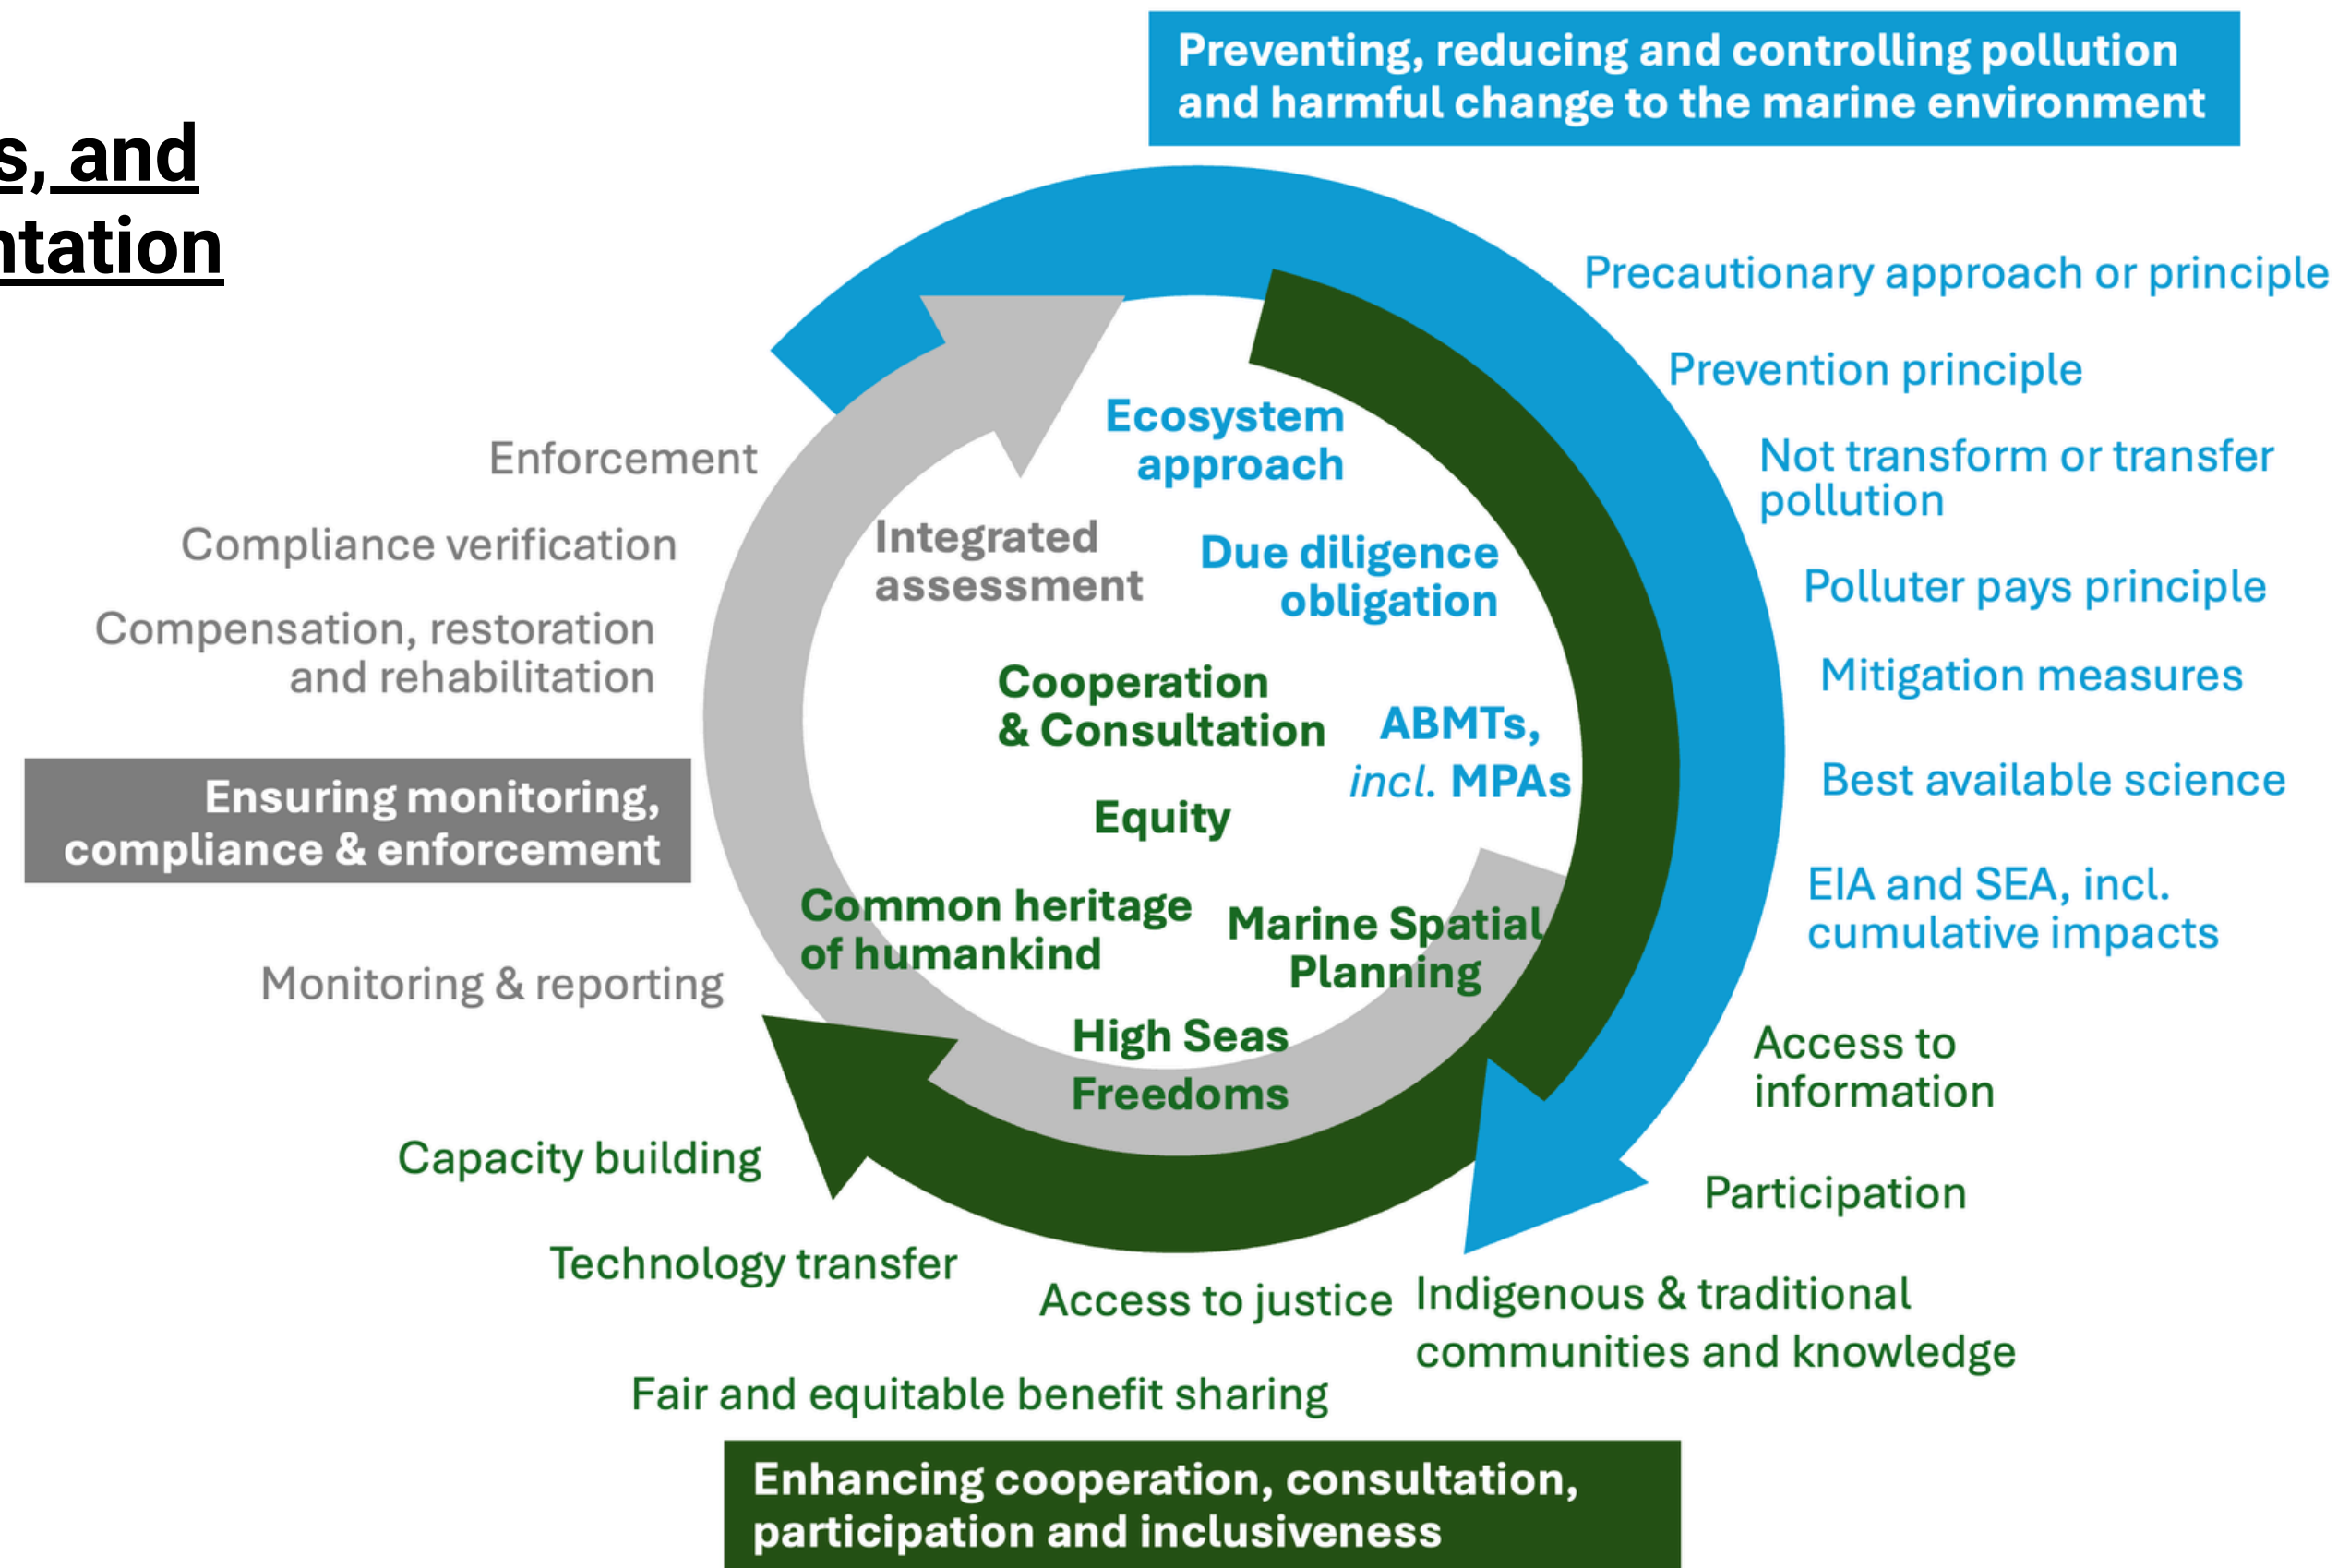 s, and
ntation
Preventing, reducing and controlling pollution
and harmful change to the marine environment
Precautionary approach or principle
Prevention principle
Not transform or transfer
pollution
Polluter pays principle
Mitigation measures
Best available science
EIA and SEA, incl.
cumulative impacts
Access to
information
Participation
Indigenous & traditional
communities and knowledge
Access to justice
Fair and equitable benefit sharing
Technology transfer
Capacity building
Enhancing cooperation, consultation,
participation and inclusiveness
Monitoring & reporting
Ensuring monitoring,
compliance & enforcement
Compensation, restoration
and rehabilitation
Compliance verification
Enforcement
Ecosystem
approach
Integrated
assessment
Due diligence
obligation
Cooperation
& Consultation
ABMTs,
incl. MPAs
Equity
Common heritage
of humankind
Marine Spatial
Planning
High Seas
Freedoms